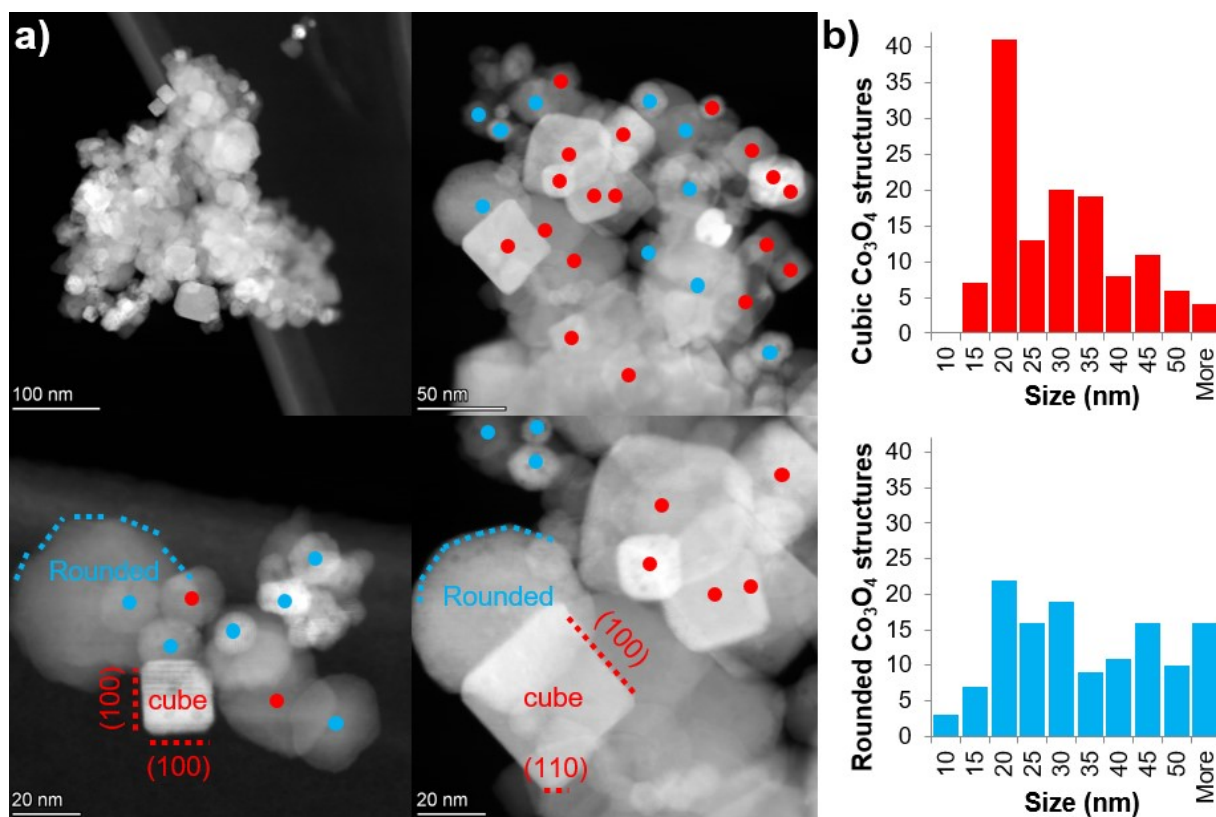 a)
100 nm
50 nm
Rounded
cube
(100)
(100)
20 nm
Rounded
(100)
cube
(110)
20 nm
b)
Cubic Co₃O₄ structures
40
35
30
25
20
15
10
5
0
10
15
20
25
30
35
40
45
50
More
Size (nm)
Rounded Co₃O₄ structures
40
35
30
25
20
15
10
5
0
10
15
20
25
30
35
40
45
50
More
Size (nm)